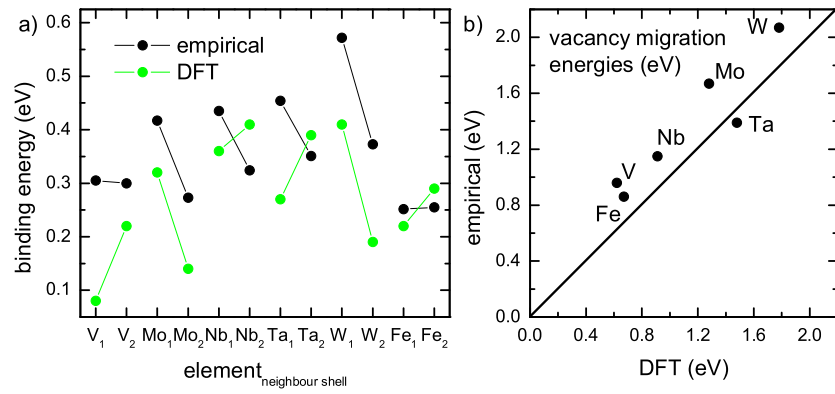 a)
empirical
DFT
binding energy (eV)
0.6
0.5
0.4
0.3
0.2
0.1
V1 V2 Mo1 Mo2 Nb1 Nb2 Ta1 Ta2 W1 W2 Fe1 Fe2
element neighbour shell
b)
vacancy migration
energies (eV)
W
Mo
Ta
Nb
V
Fe
empirical (eV)
2.0
1.6
1.2
0.8
0.4
0.0
0.0 0.4 0.8 1.2 1.6 2.0
DFT (eV)